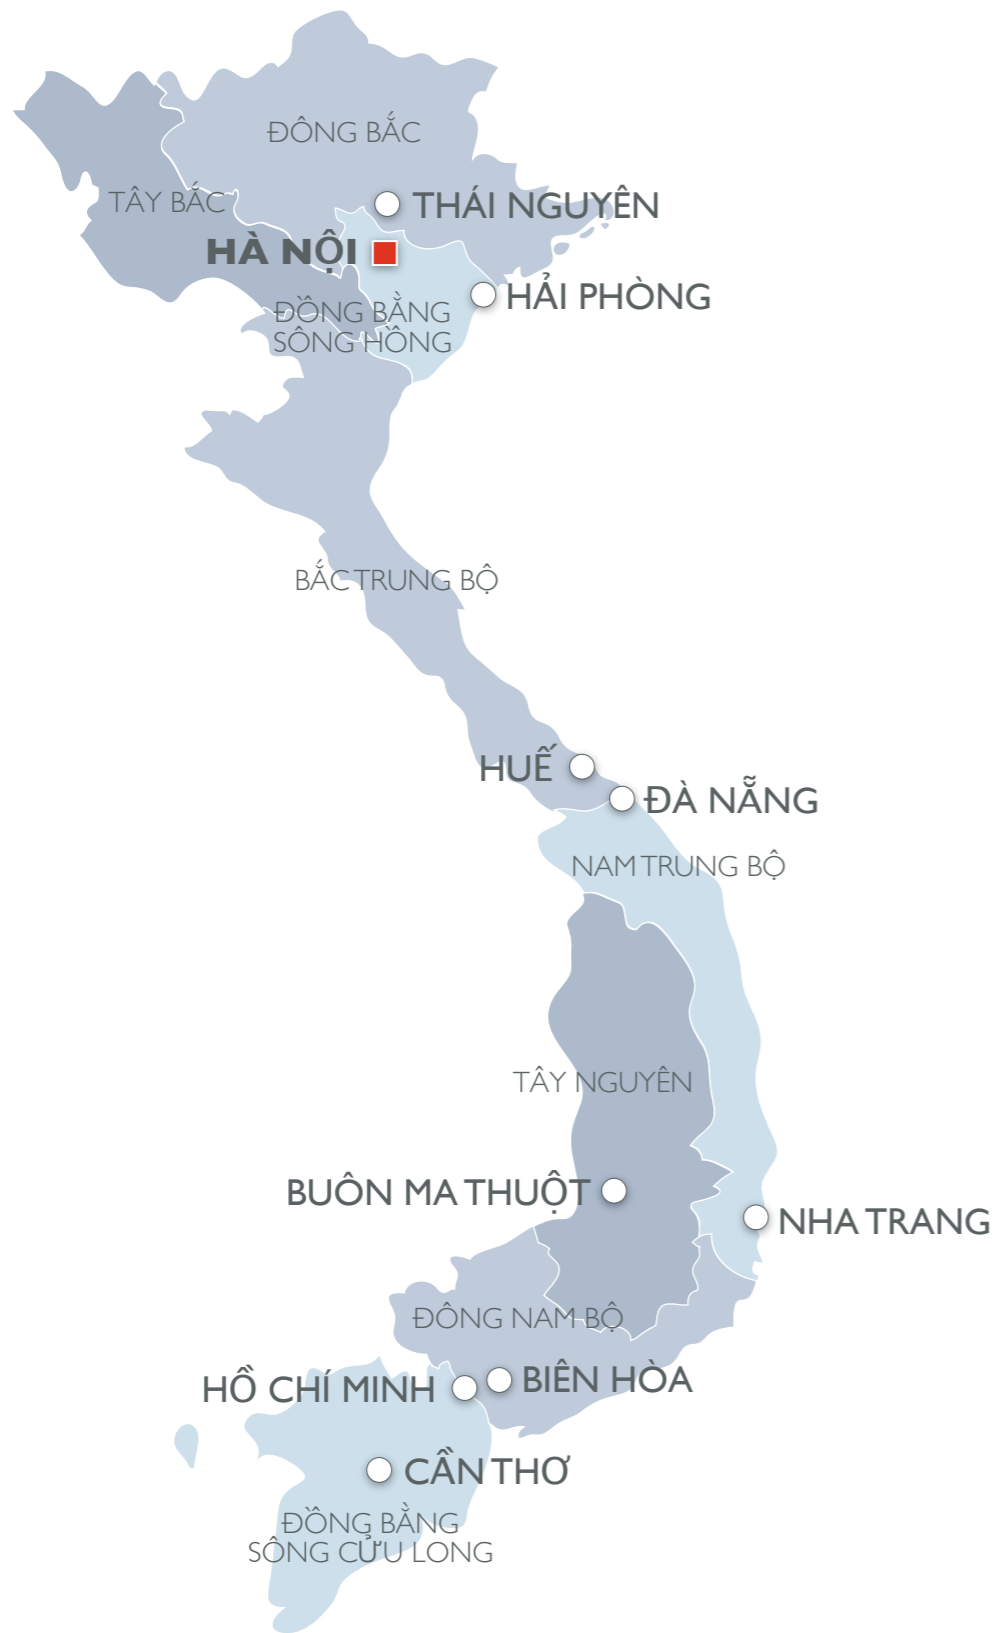 ĐÔNG BẮC
TÂY BẮC
THÁI NGUYÊN
HÀ NỘI
HẢI PHÒNG
ĐỒNG BẰNG
SÔNG HỒNG
BẮC TRUNG BỘ
HUẾ
ĐÀ NẴNG
NAM TRUNG BỘ
TÂY NGUYÊN
BUÔN MA THUỘT
NHA TRANG
ĐÔNG NAM BỘ
BIÊN HÒA
HỒ CHÍ MINH
CẦN THƠ
ĐỒNG BẰNG
SÔNG CỬU LONG